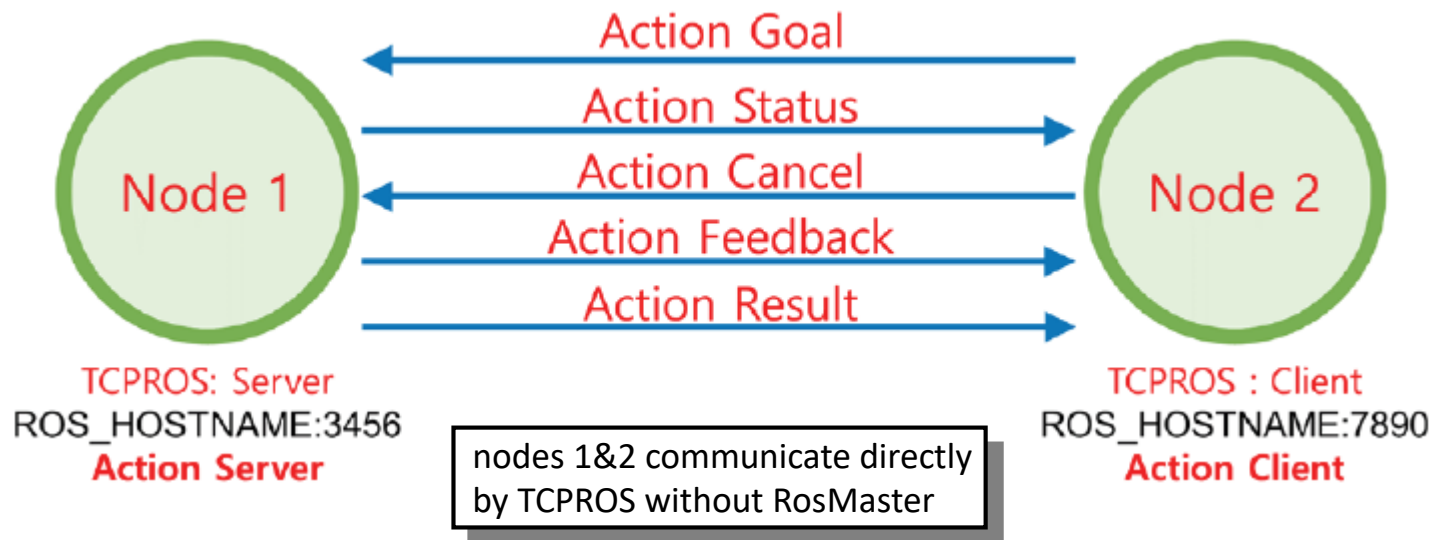 Action Goal
Action Status
Action Cancel
Action Feedback
Action Result
Node 1
Node 2
TCPROS: Server
ROS_HOSTNAME:3456
Action Server
TCPROS : Client
ROS_HOSTNAME:7890
Action Client
nodes 1&2 communicate directly
by TCPROS without RosMaster